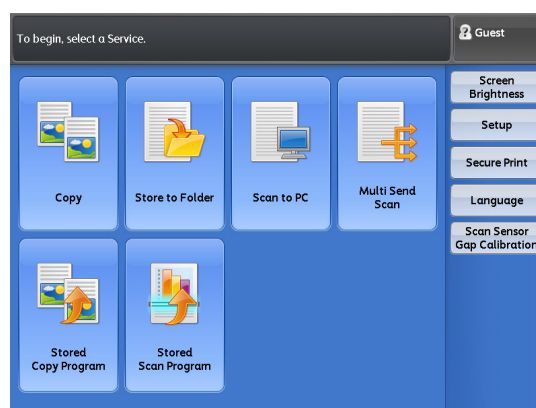 To begin, select a Service.
Guest
Screen
Brightness
Setup
Secure Print
Language
Scan Sensor
Gap Calibration
Copy
Store to Folder
Scan to PC
Multi Send
Scan
Stored
Copy Program
Stored
Scan Program